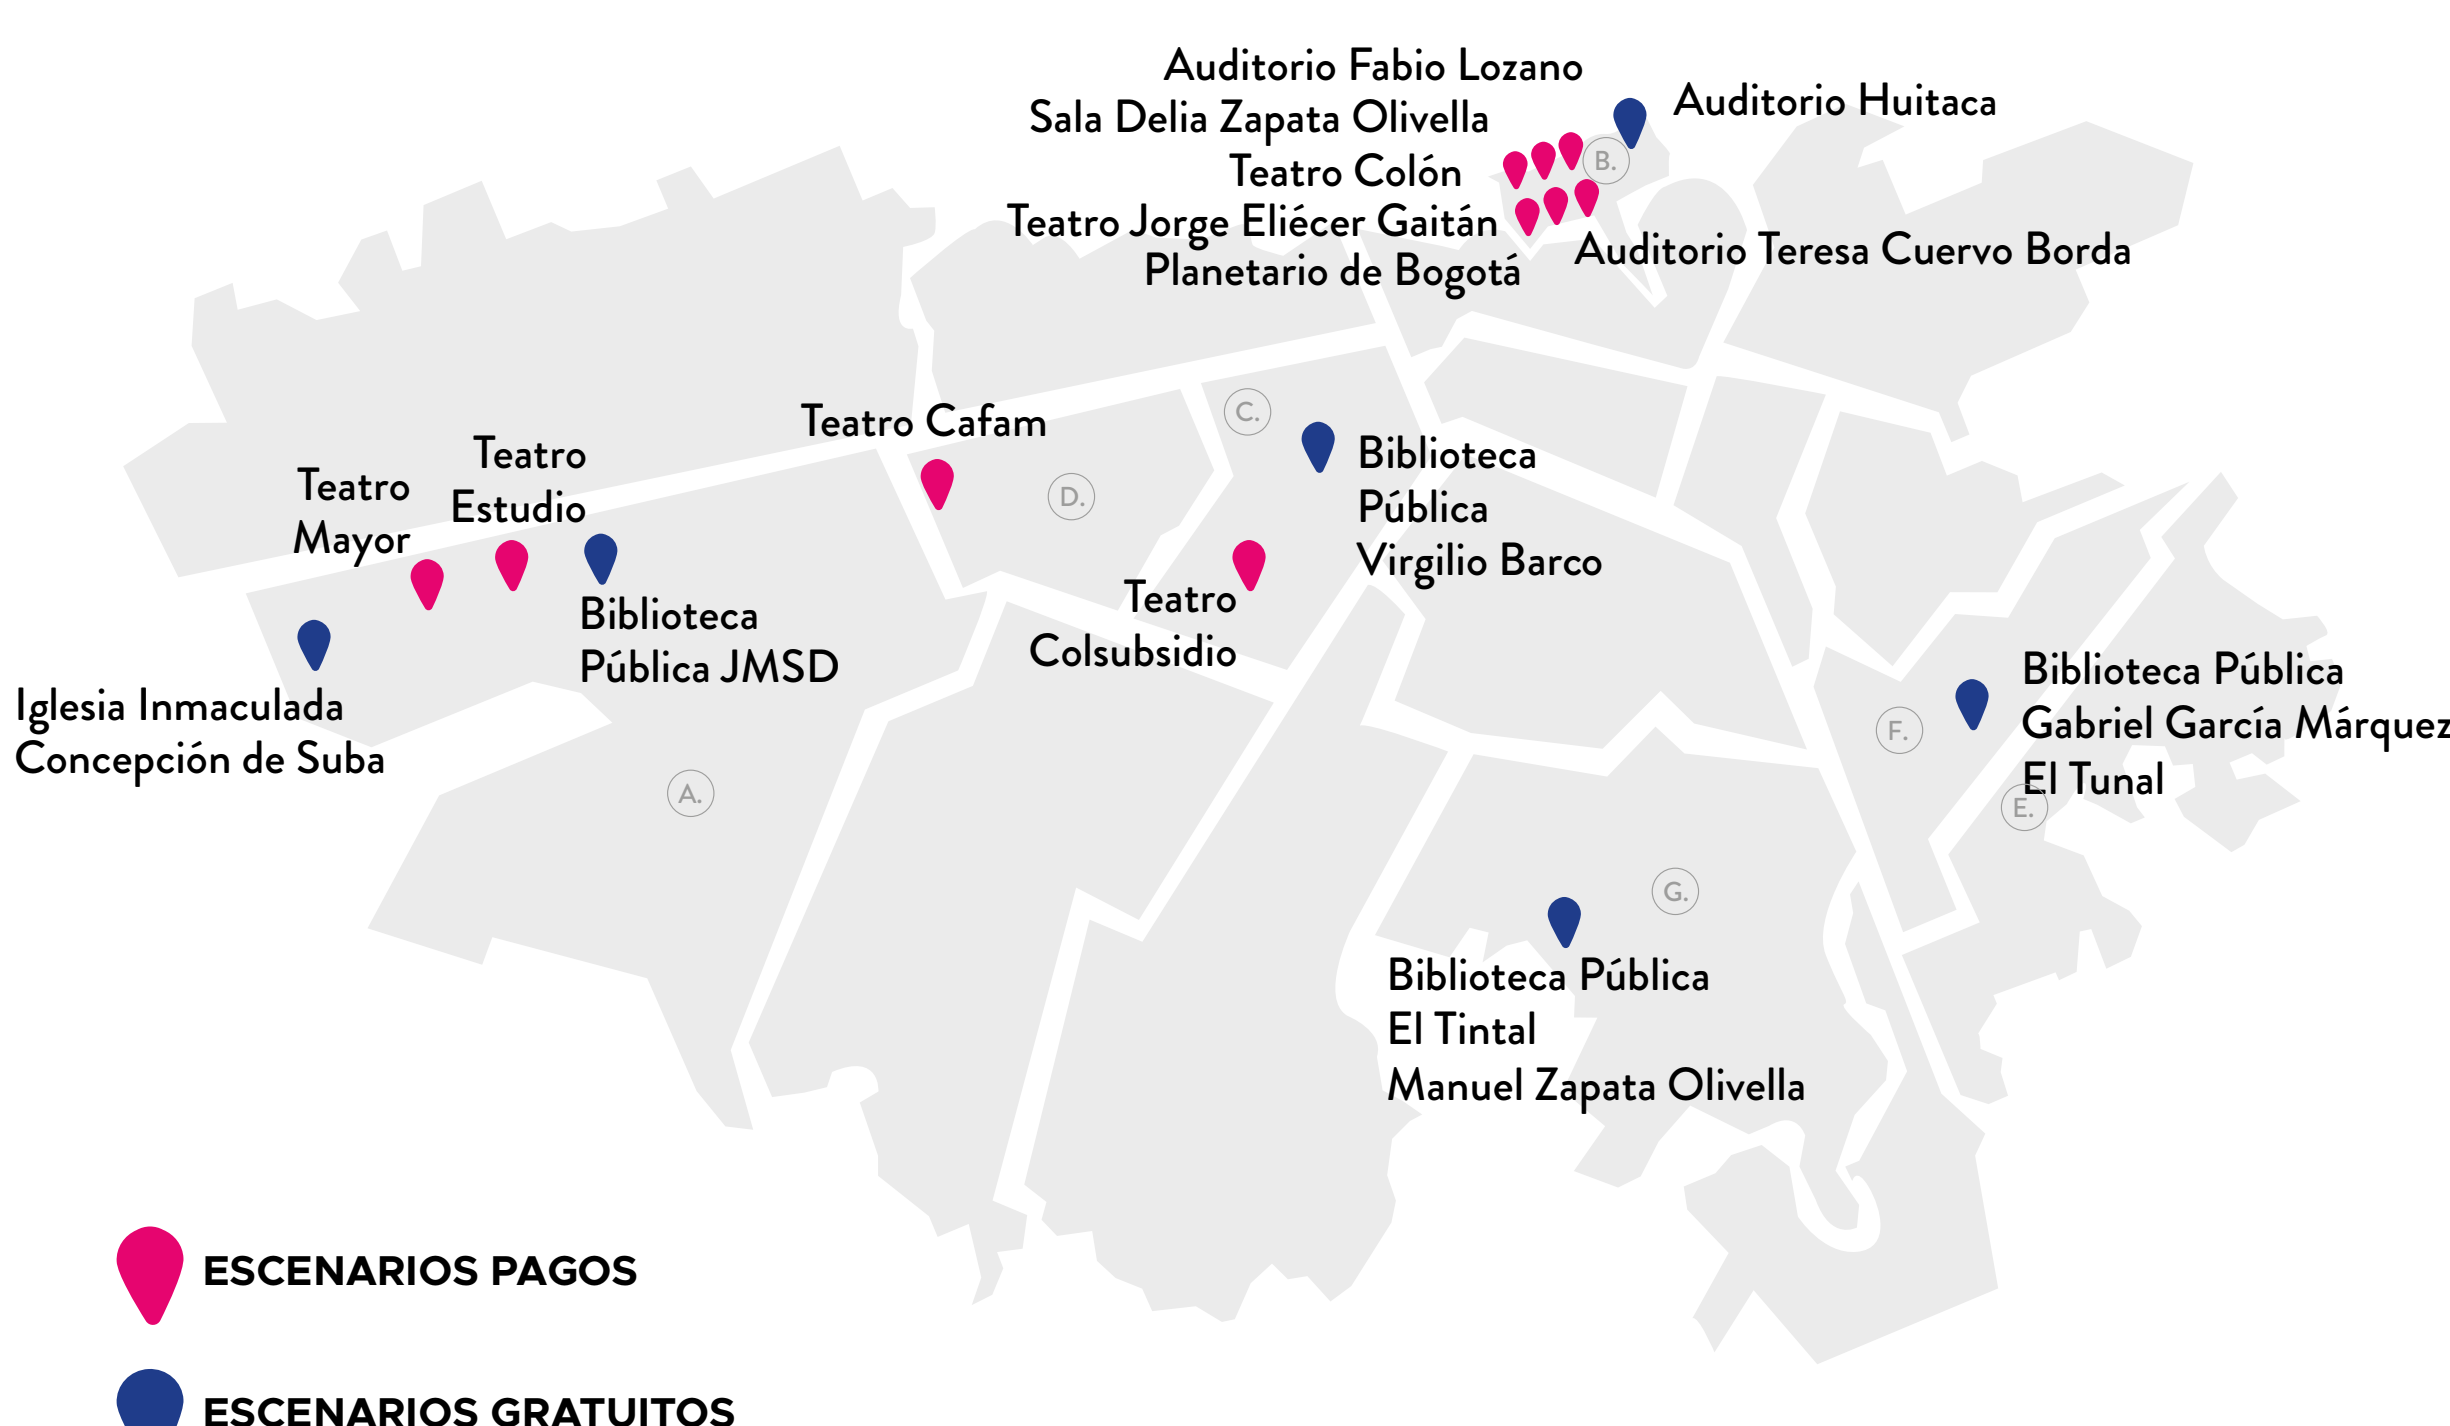 Auditorio Fabio Lozano
Sala Delia Zapata Olivella
Teatro Colón
Teatro Jorge Eliécer Gaitán
Planetario de Bogotá
Auditorio Huitaca
B.
Auditorio Teresa Cuervo Borda
Teatro Cafam
D.
C.
Biblioteca
Pública
Virgilio Barco
Teatro
Colsubsidio
Teatro
Mayor
Teatro
Estudio
Biblioteca
Pública JMSD
Iglesia Inmaculada
Concepción de Suba
A.
F.
Biblioteca Pública
Gabriel García Márquez
El Tunal
E.
G.
Biblioteca Pública
El Tintal
Manuel Zapata Olivella
ESCENARIOS PAGOS
ESCENARIOS GRATUITOS